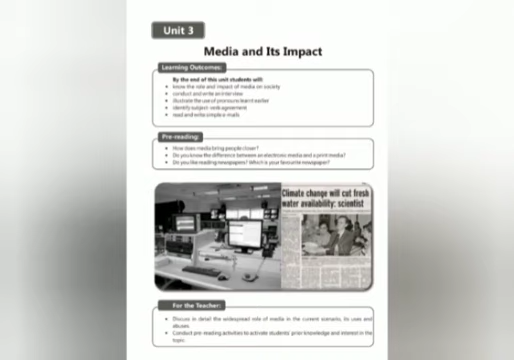 Unit 3
Media and Its Impact
Learning Outcomes:
By the end of this unit students will:
know the role and impact of media on society
conduct and write an interview
illustrate the use of pronouns learnt earlier
identify subject-verb agreement
read and write simple e-mails
Pre-reading:
How does media bring people closer?
Do you know the difference between an electronic media and a print media?
Do you like reading newspapers? Which is your favourite newspaper?
Climate change will cut fresh
water availability: scientist
For the Teacher:
Discuss in detail the widespread role of media in the current scenario, its uses and
abuses.
Conduct pre-reading activities to activate students' prior knowledge and interest in the
topic.